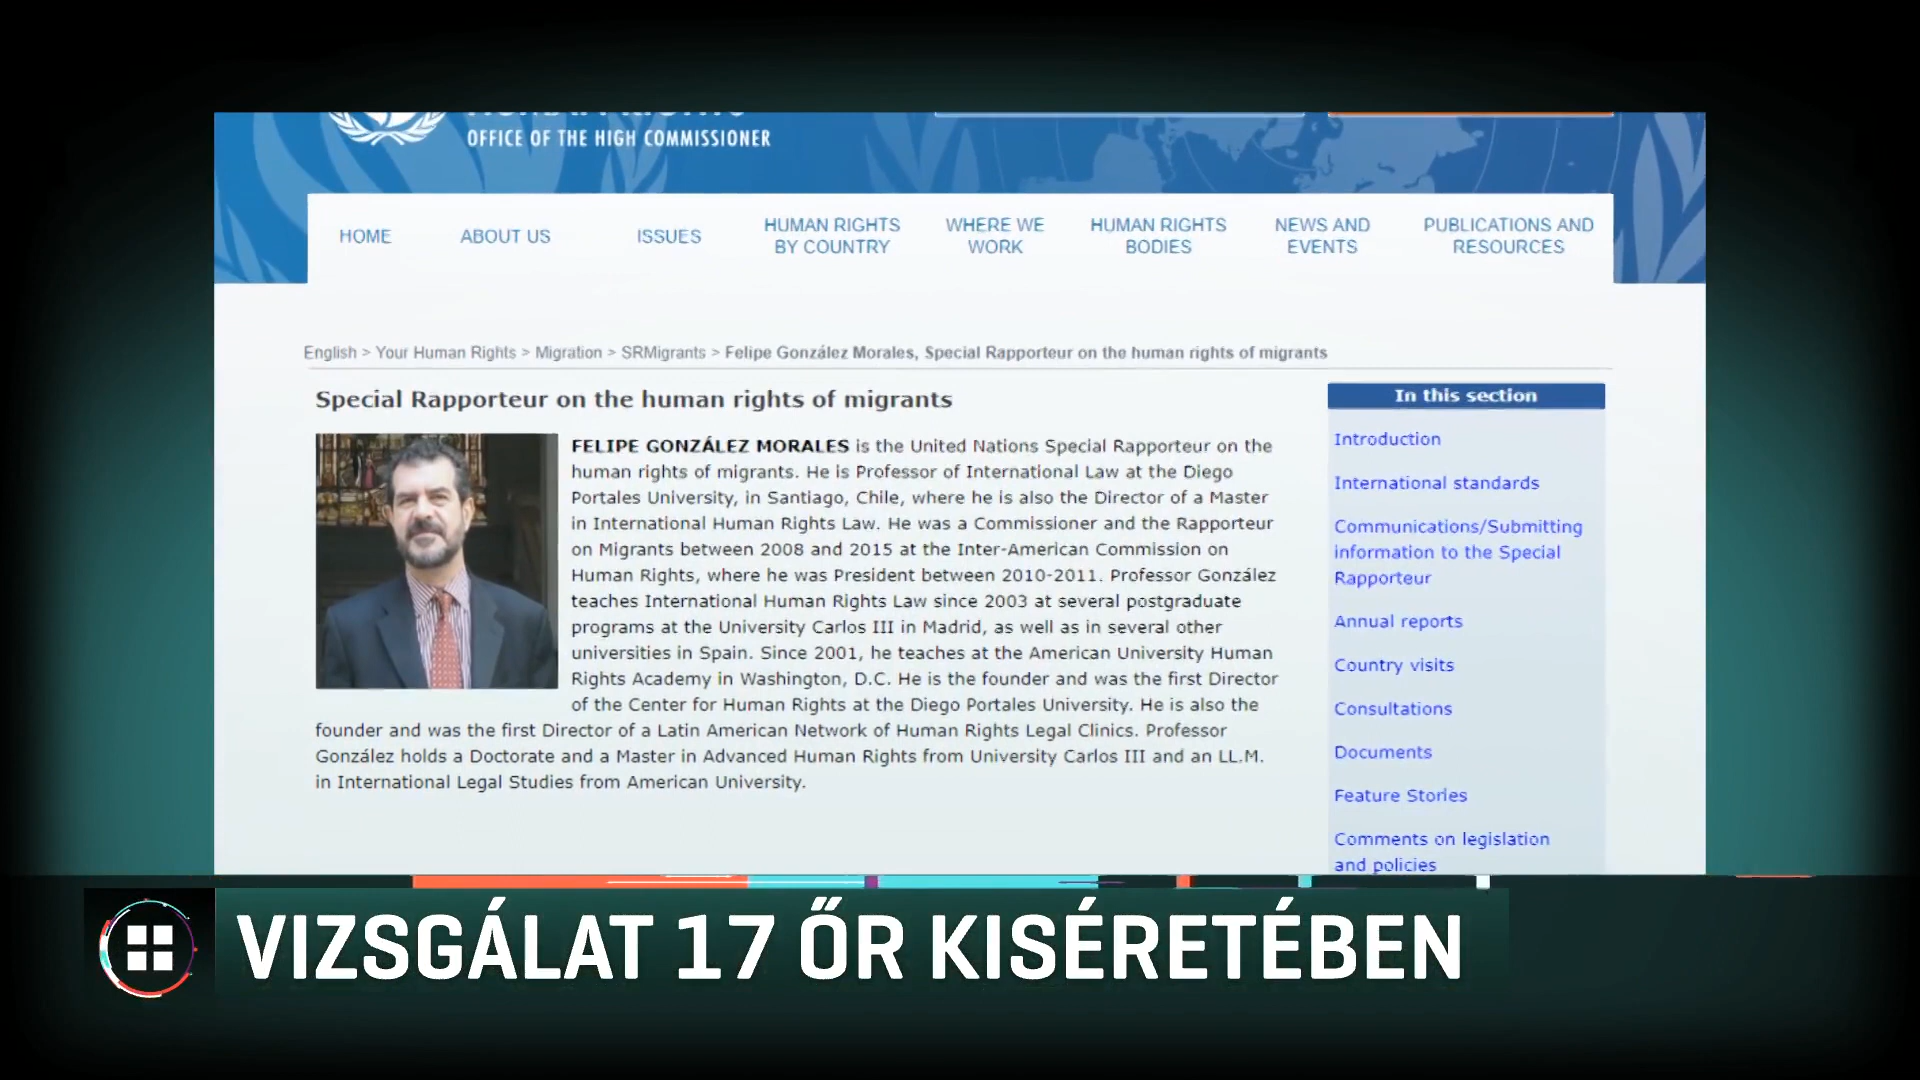 OFFICE OF THE HIGH COMMISSIONER
HOME
ABOUT US
ISSUES
HUMAN RIGHTS
BY COUNTRY
WHERE WE
WORK
HUMAN RIGHTS
BODIES
NEWS AND
EVENTS
PUBLICATIONS AND
RESOURCES
English > Your Human Rights > Migration > SRMigrants > Felipe González Morales, Special Rapporteur on the human rights of migrants
Special Rapporteur on the human rights of migrants
FELIPE GONZÁLEZ MORALES is the United Nations Special Rapporteur on the
human rights of migrants. He is Professor of International Law at the Diego
Portales University, in Santiago, Chile, where he is also the Director of a Master
in International Human Rights Law. He was a Commissioner and the Rapporteur
on Migrants between 2008 and 2015 at the Inter-American Commission on
Human Rights, where he was President between 2010-2011. Professor González
teaches International Human Rights Law since 2003 at several postgraduate
programs at the University Carlos III in Madrid, as well as in several other
universities in Spain. Since 2001, he teaches at the American University Human
Rights Academy in Washington, D.C. He is the founder and was the first Director
of the Center for Human Rights at the Diego Portales University. He is also the
founder and was the first Director of a Latin American Network of Human Rights Legal Clinics. Professor
González holds a Doctorate and a Master in Advanced Human Rights from University Carlos III and an LL.M.
in International Legal Studies from American University.
In this section
Introduction
International standards
Communications/Submitting
information to the Special
Rapporteur
Annual reports
Country visits
Consultations
Documents
Feature Stories
Comments on legislation
and policies
VIZSGÁLAT 17 ŐR KISÉRETÉBEN